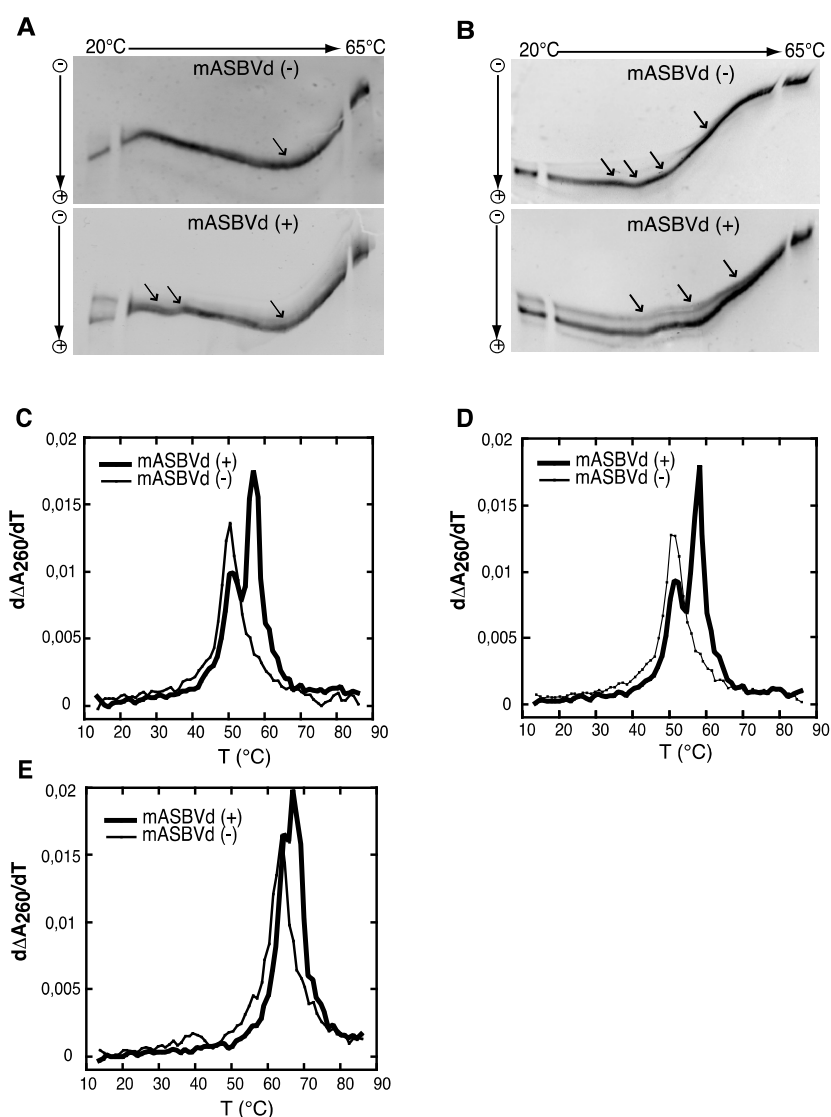 A
20°C 65°C
mASBVd (-)
mASBVd (+)
B
20°C 65°C
mASBVd (-)
mASBVd (+)
C
0,02
0,015
0,01
0,005
0
dΔA260/dT
mASBVd (+)
mASBVd (-)
10 20 30 40 50 60 70 80 90
T (°C)
D
0,02
0,015
0,01
0,005
0
dΔA260/dT
mASBVd (+)
mASBVd (-)
10 20 30 40 50 60 70 80 90
T (°C)
E
0,02
0,015
0,01
0,005
0
dΔA260/dT
mASBVd (+)
mASBVd (-)
10 20 30 40 50 60 70 80 90
T (°C)